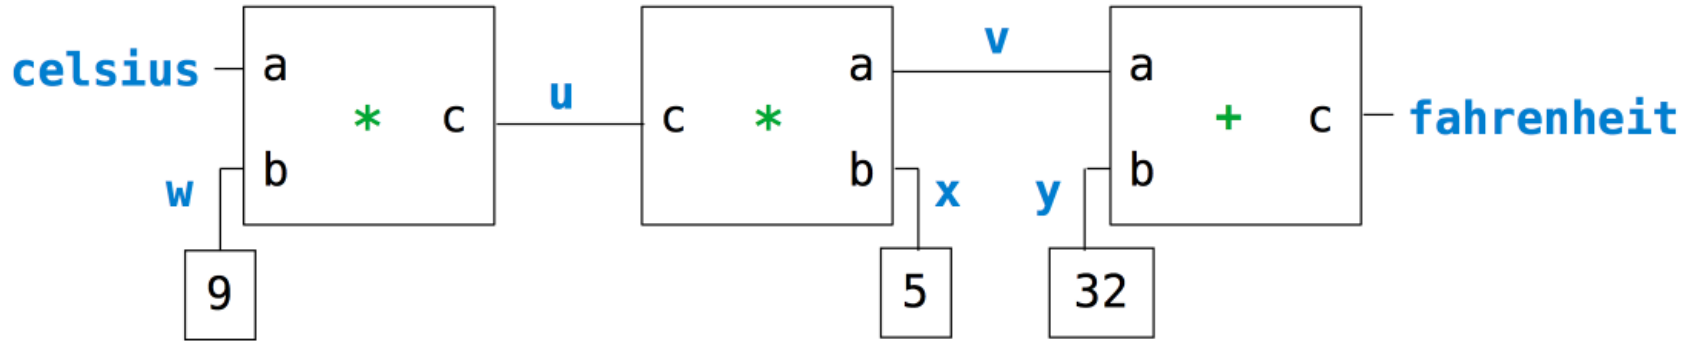 celsius a * c b w 9
u
c * a b x 5
v
a + c b y 32
fahrenheit